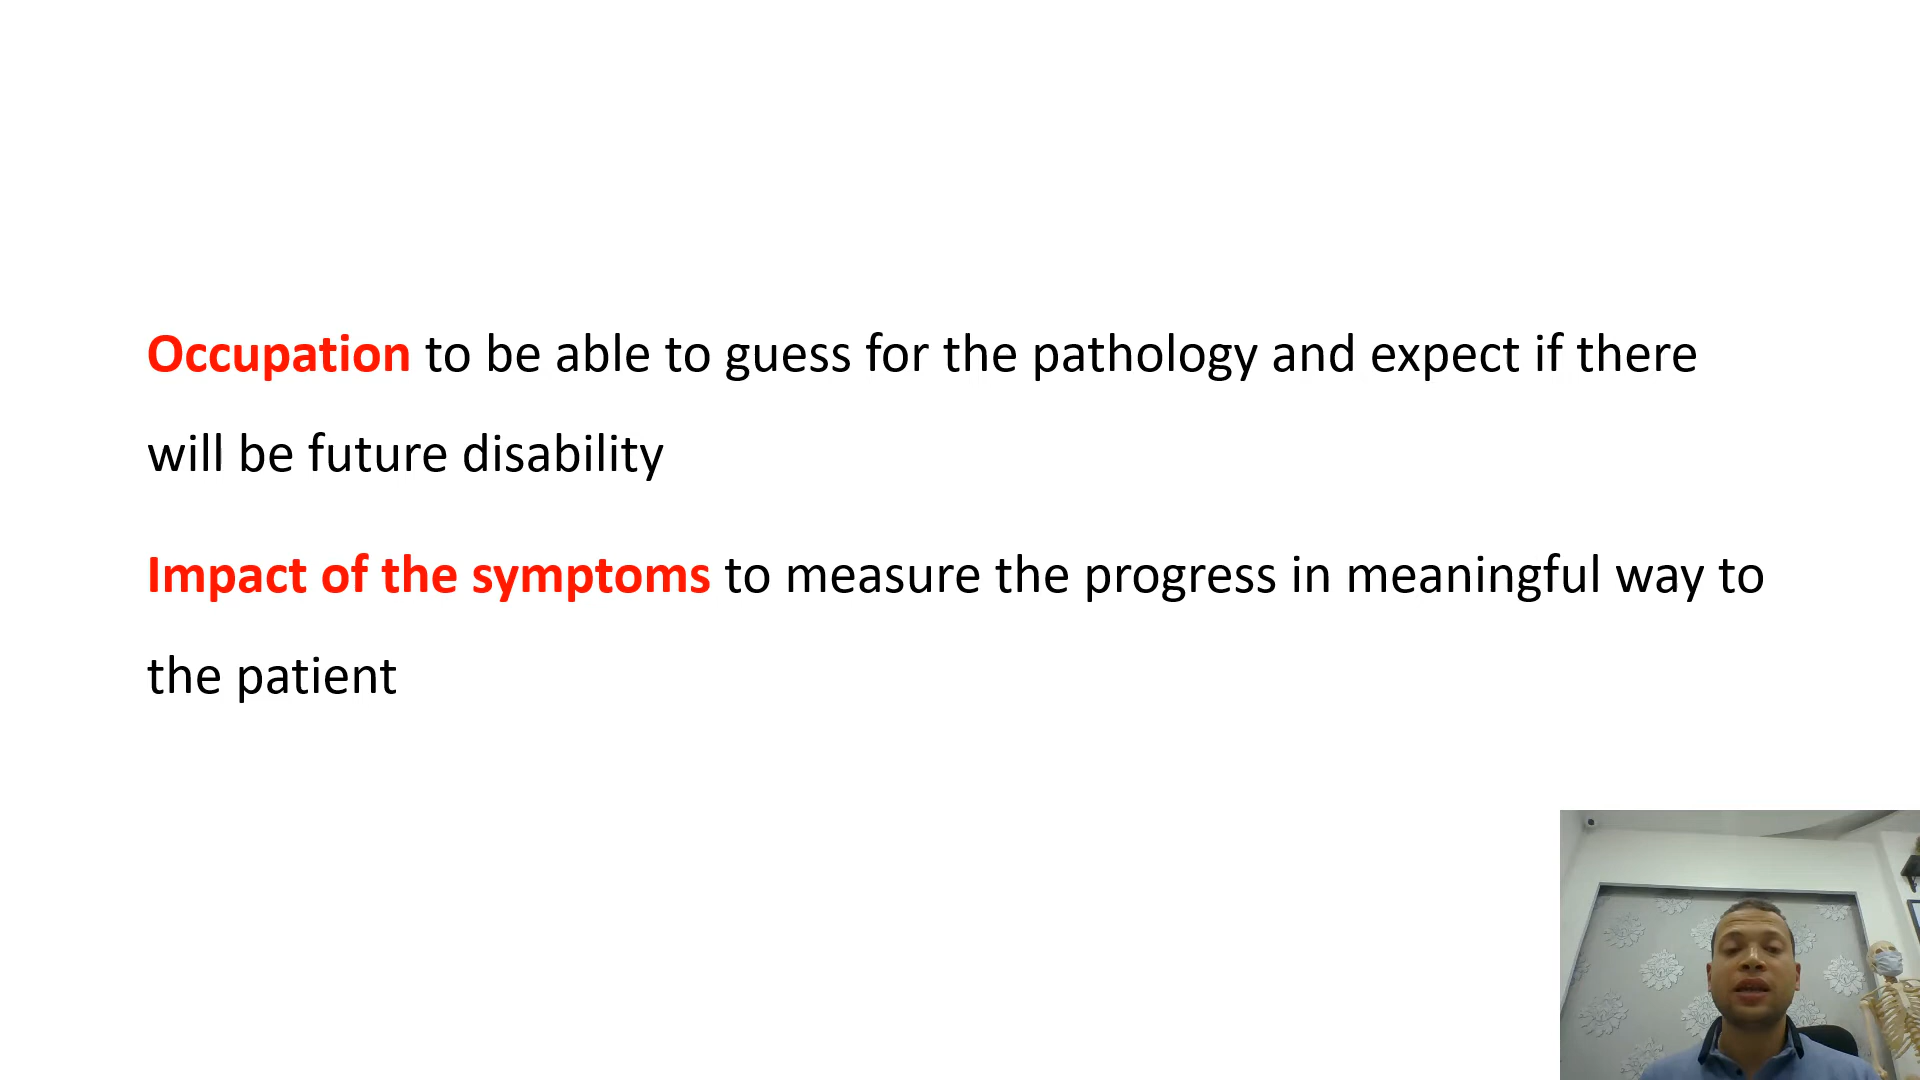 Occupation to be able to guess for the pathology and expect if there
will be future disability
Impact of the symptoms to measure the progress in meaningful way to
the patient